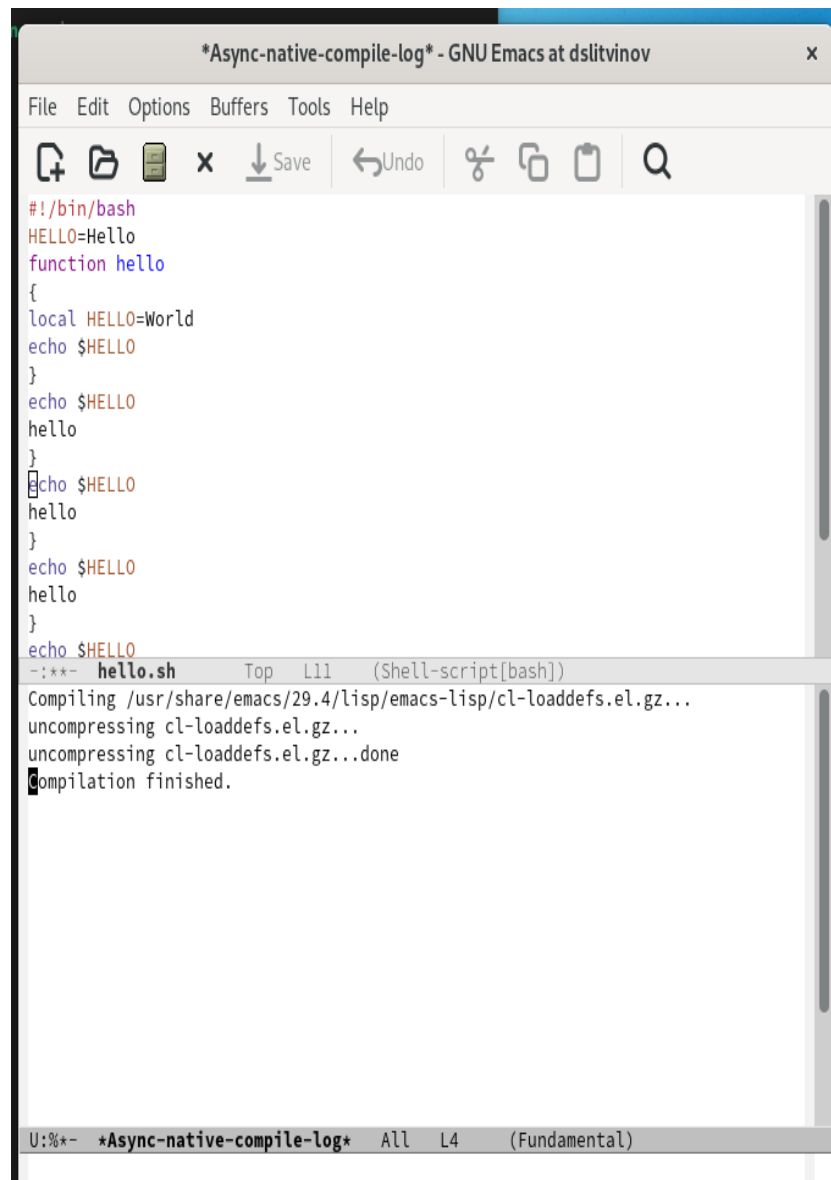 *Async-native-compile-log* - GNU Emacs at dslitvinov x
File Edit Options Buffers Tools Help
Save Undo
#!/bin/bash
HELLO=Hello
function hello
{
local HELLO=World
echo $HELLO
}
echo $HELLO
hello
}
echo $HELLO
hello
}
echo $HELLO
hello
}
echo $HELLO
-:**- hello.sh Top L11 (Shell-script[bash])
Compiling /usr/share/emacs/29.4/lisp/emacs-lisp/cl-loaddefs.el.gz...
uncompressing cl-loaddefs.el.gz...
uncompressing cl-loaddefs.el.gz...done
Compilation finished.
U:%*- *Async-native-compile-log* All L4 (Fundamental)